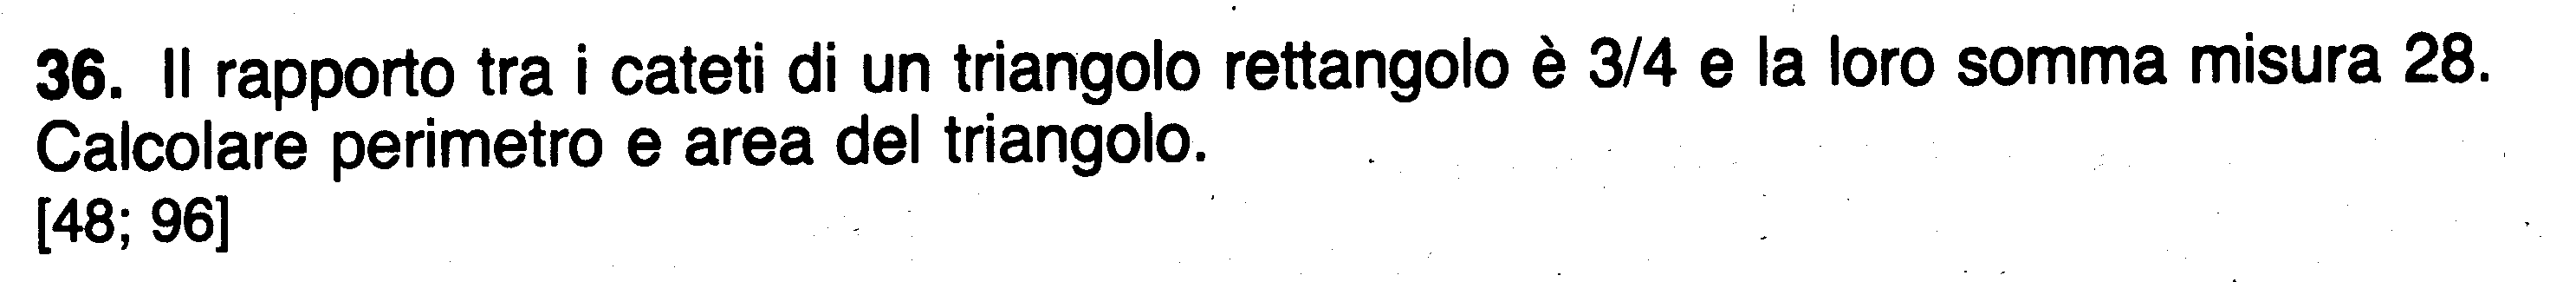 36. Il rapporto tra i cateti di un triangolo rettangolo è 3/4 e la loro somma misura 28.
Calcolare perimetro e area del triangolo.
[48; 96]